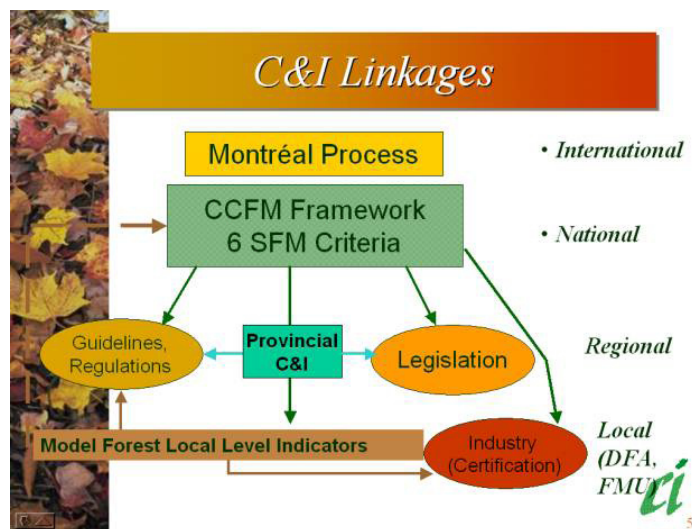 C&I Linkages
Montréal Process
• International
CCFM Framework
6 SFM Criteria
• National
Guidelines,
Regulations
Provincial
C&I
Legislation
Regional
Model Forest Local Level Indicators
Industry
(Certification)
Local
(DFA,
FMU)
ci
5